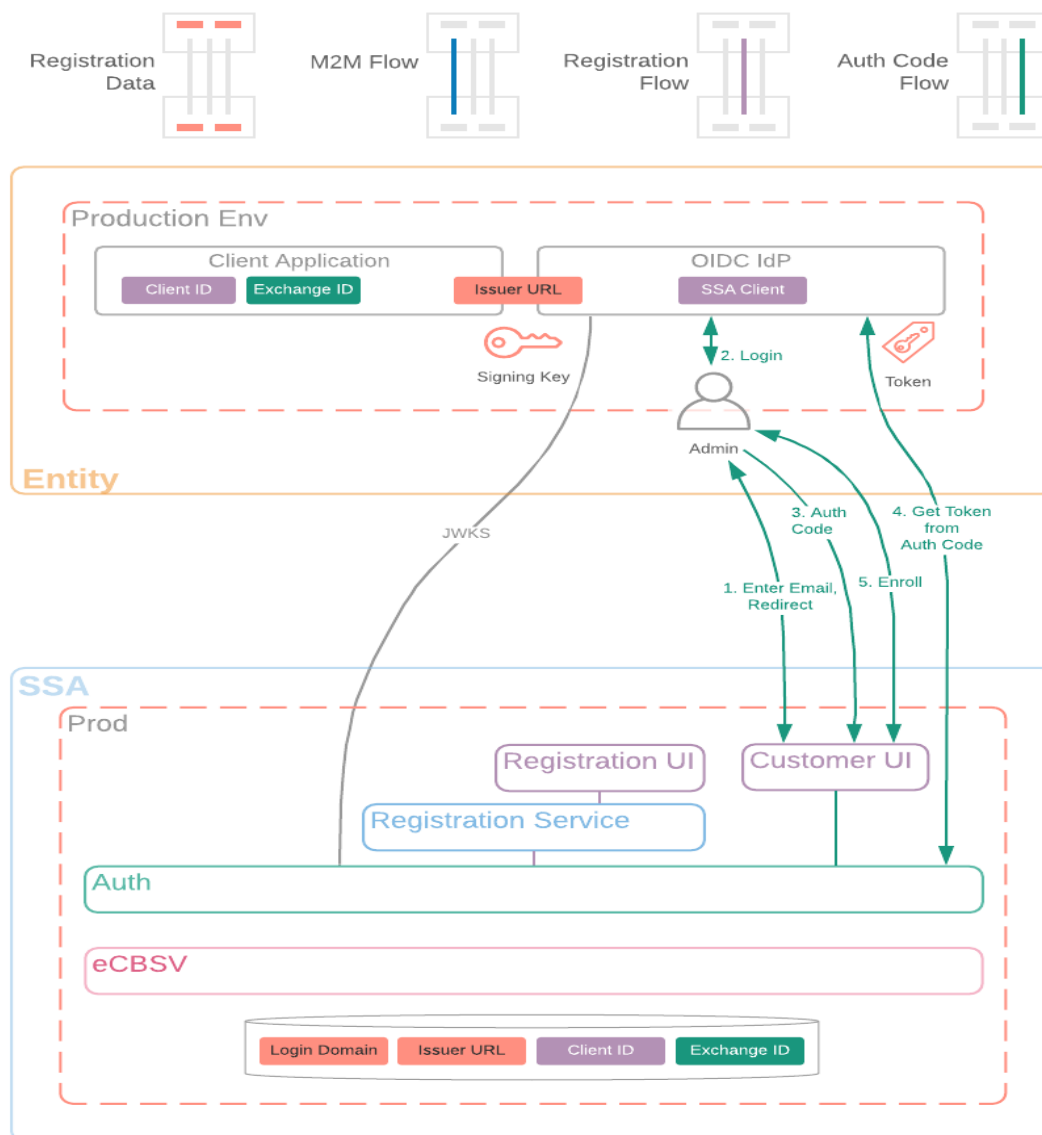 Registration
Data
M2M Flow
Registration
Flow
Auth Code
Flow
Production Env
Client Application
Client ID
Exchange ID
Issuer URL
OIDC IdP
SSA Client
Signing Key
2. Login
Token
Admin
Entity
JWKS
3. Auth
Code
4. Get Token
from
Auth Code
1. Enter Email,
Redirect
5. Enroll
SSA
Prod
Registration UI
Customer UI
Registration Service
Auth
eCBSV
Login Domain
Issuer URL
Client ID
Exchange ID